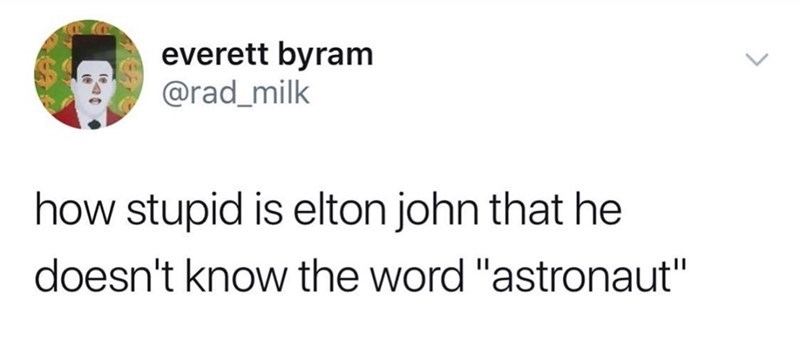 everett byram
@rad_milk
how stupid is elton john that he
doesn't know the word "astronaut"